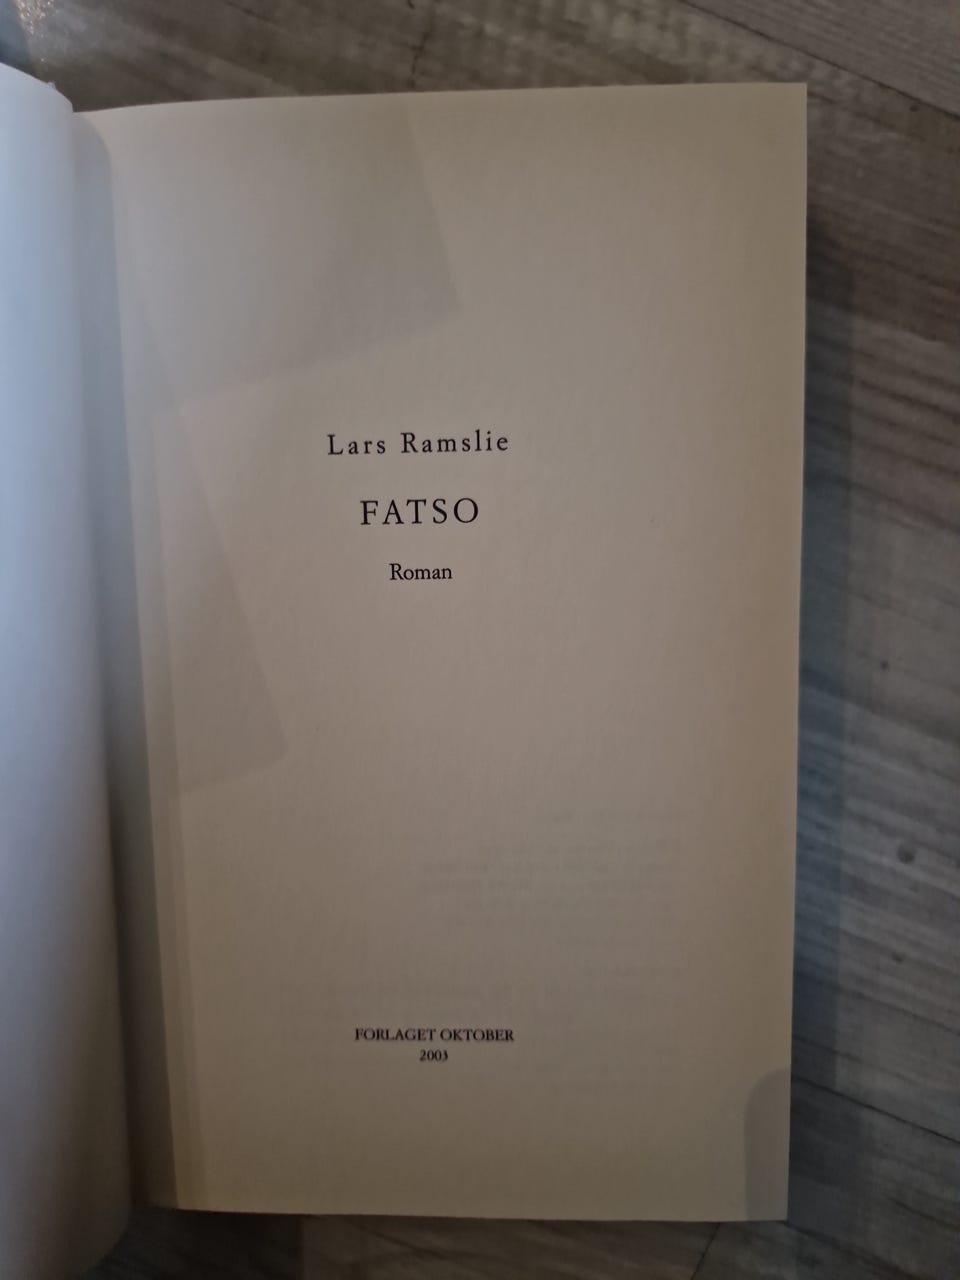 Lars Ramslie
FATSO
Roman
FORLAGET OKTOBER
2003